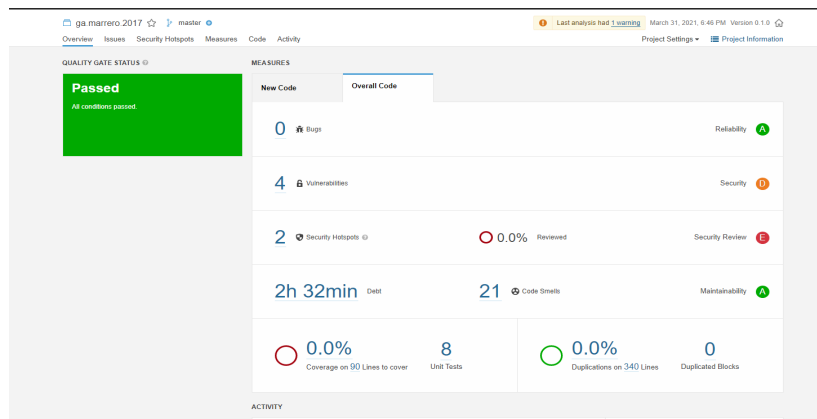 ga.marrero.2017 master
Last analysis had 1 warning March 31, 2021, 6:46 PM Version 0.1.0
Overview Issues Security Hotspots Measures Code Activity
Project Settings Project Information
QUALITY GATE STATUS
MEASURES
Passed
All conditions passed.
New Code
Overall Code
0 Bugs
Reliability A
4 Vulnerabilities
Security D
2 Security Hotspots
0.0% Reviewed
Security Review E
2h 32min Debt
21 Code Smells
Maintainability A
0.0%
Coverage on 90 Lines to cover
8
Unit Tests
0.0%
Duplications on 340 Lines
0
Duplicated Blocks
ACTIVITY